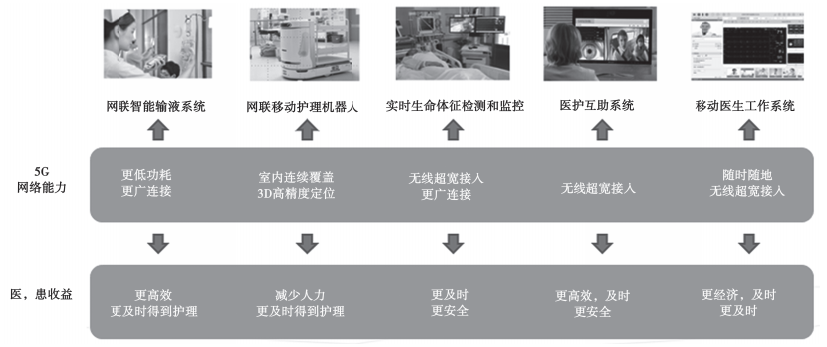 网联智能输液系统
网联移动护理机器人
实时生命体征检测和监控
医护互助系统
移动医生工作系统
5G
网络能力
更低功耗
更广连接
室内连续覆盖
3D高精度定位
无线超宽接入
更广连接
无线超宽接入
随时随地
无线超宽接入
医，患收益
更高效
更及时得到护理
减少人力
更及时得到护理
更及时
更安全
更高效，及时
更安全
更经济，及时
更及时